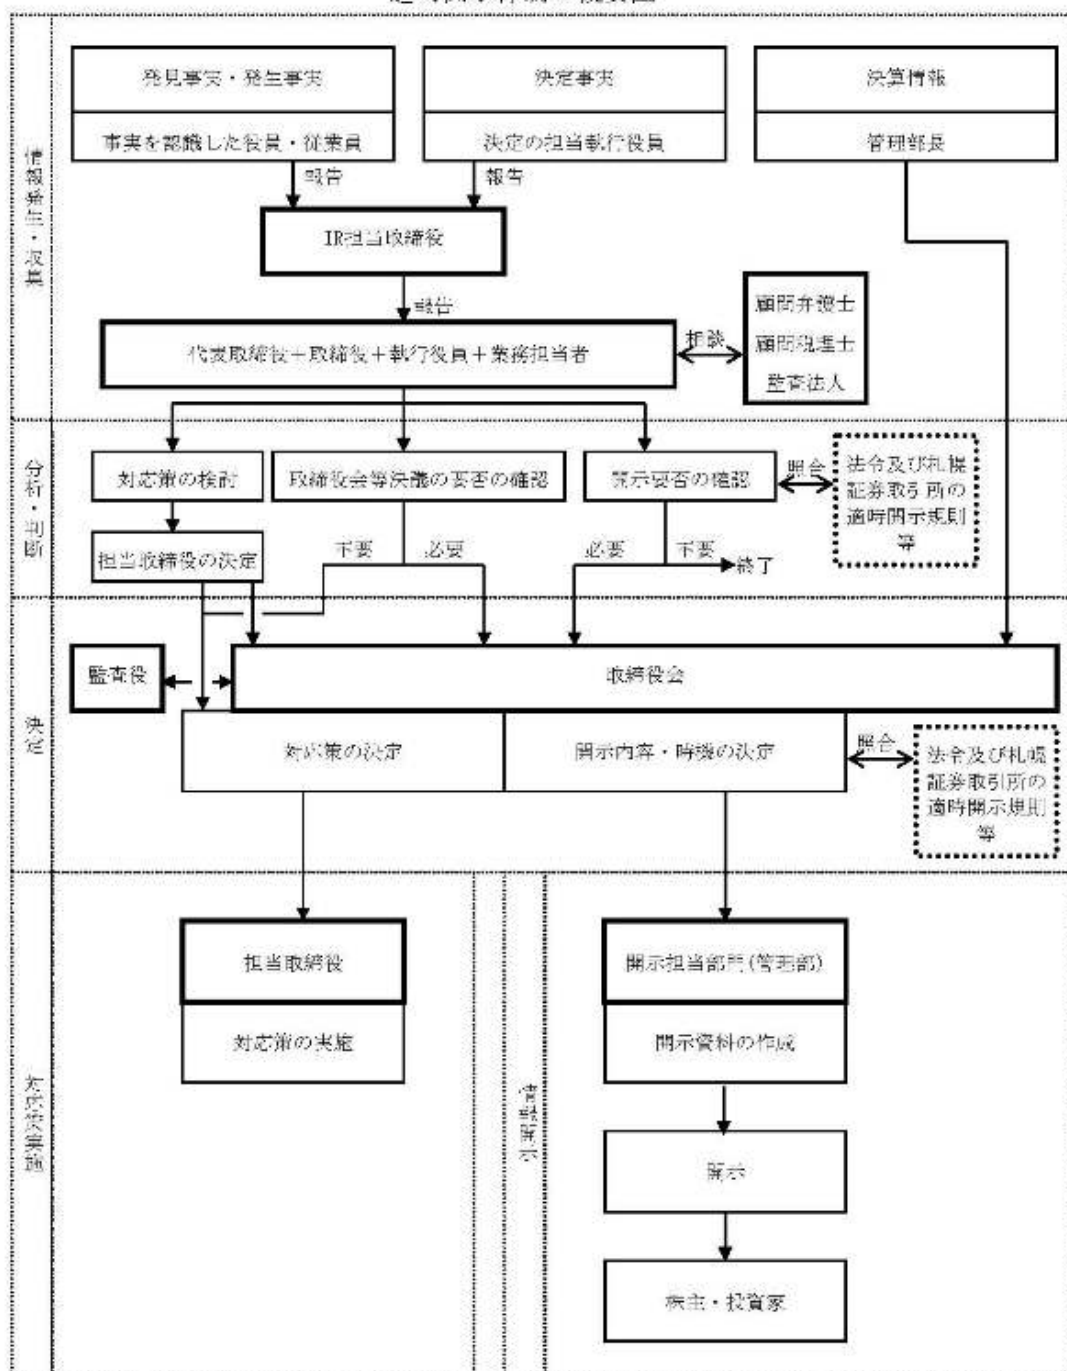 発見事実・発生事実
事実を認識した役員・従業員
決定事実
決定の担当執行役員
決算情報
管理部長
情報発生・収集
報告
報告
IR担当取締役
報告
代表取締役+取締役+執行役員+業務担当者
相談
顧問弁護士
顧問税理士
監査法人
分析・判断
対応策の検討
取締役会等決議の要否の確認
開示要否の確認
照合
法令及び札幌
証券取引所の
適時開示規則
等
担当取締役の決定
不要
必要
必要
不要
終了
決定
監査役
取締役会
対応策の決定
開示内容・時機の決定
照合
法令及び札幌
証券取引所の
適時開示規則
等
対応策実施
担当取締役
対応策の実施
情報開示
開示担当部門(管理部)
開示資料の作成
開示
株主・投資家